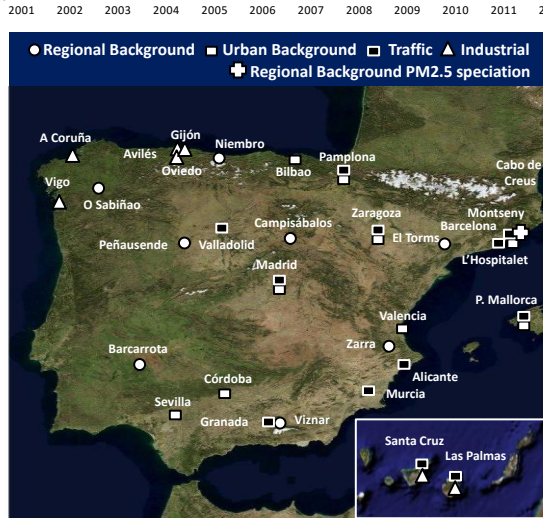 2001 2002 2003 2004 2005 2006 2007 2008 2009 2010 2011
Regional Background Urban Background Traffic Industrial
Regional Background PM2.5 speciation
A Coruña
Gijón
Avilés
Niembro
Oviedo
Bilbao
Pamplona
Cabo de
Creus
Vigo
O Sabiñao
Campisábalos
Zaragoza
Montseny
Barcelona
Peñausende
Valladolid
El Torms
L'Hospitalet
Madrid
P. Mallorca
Valencia
Zarra
Barcarrota
Córdoba
Alicante
Sevilla
Murcia
Granada
Viznar
Santa Cruz
Las Palmas